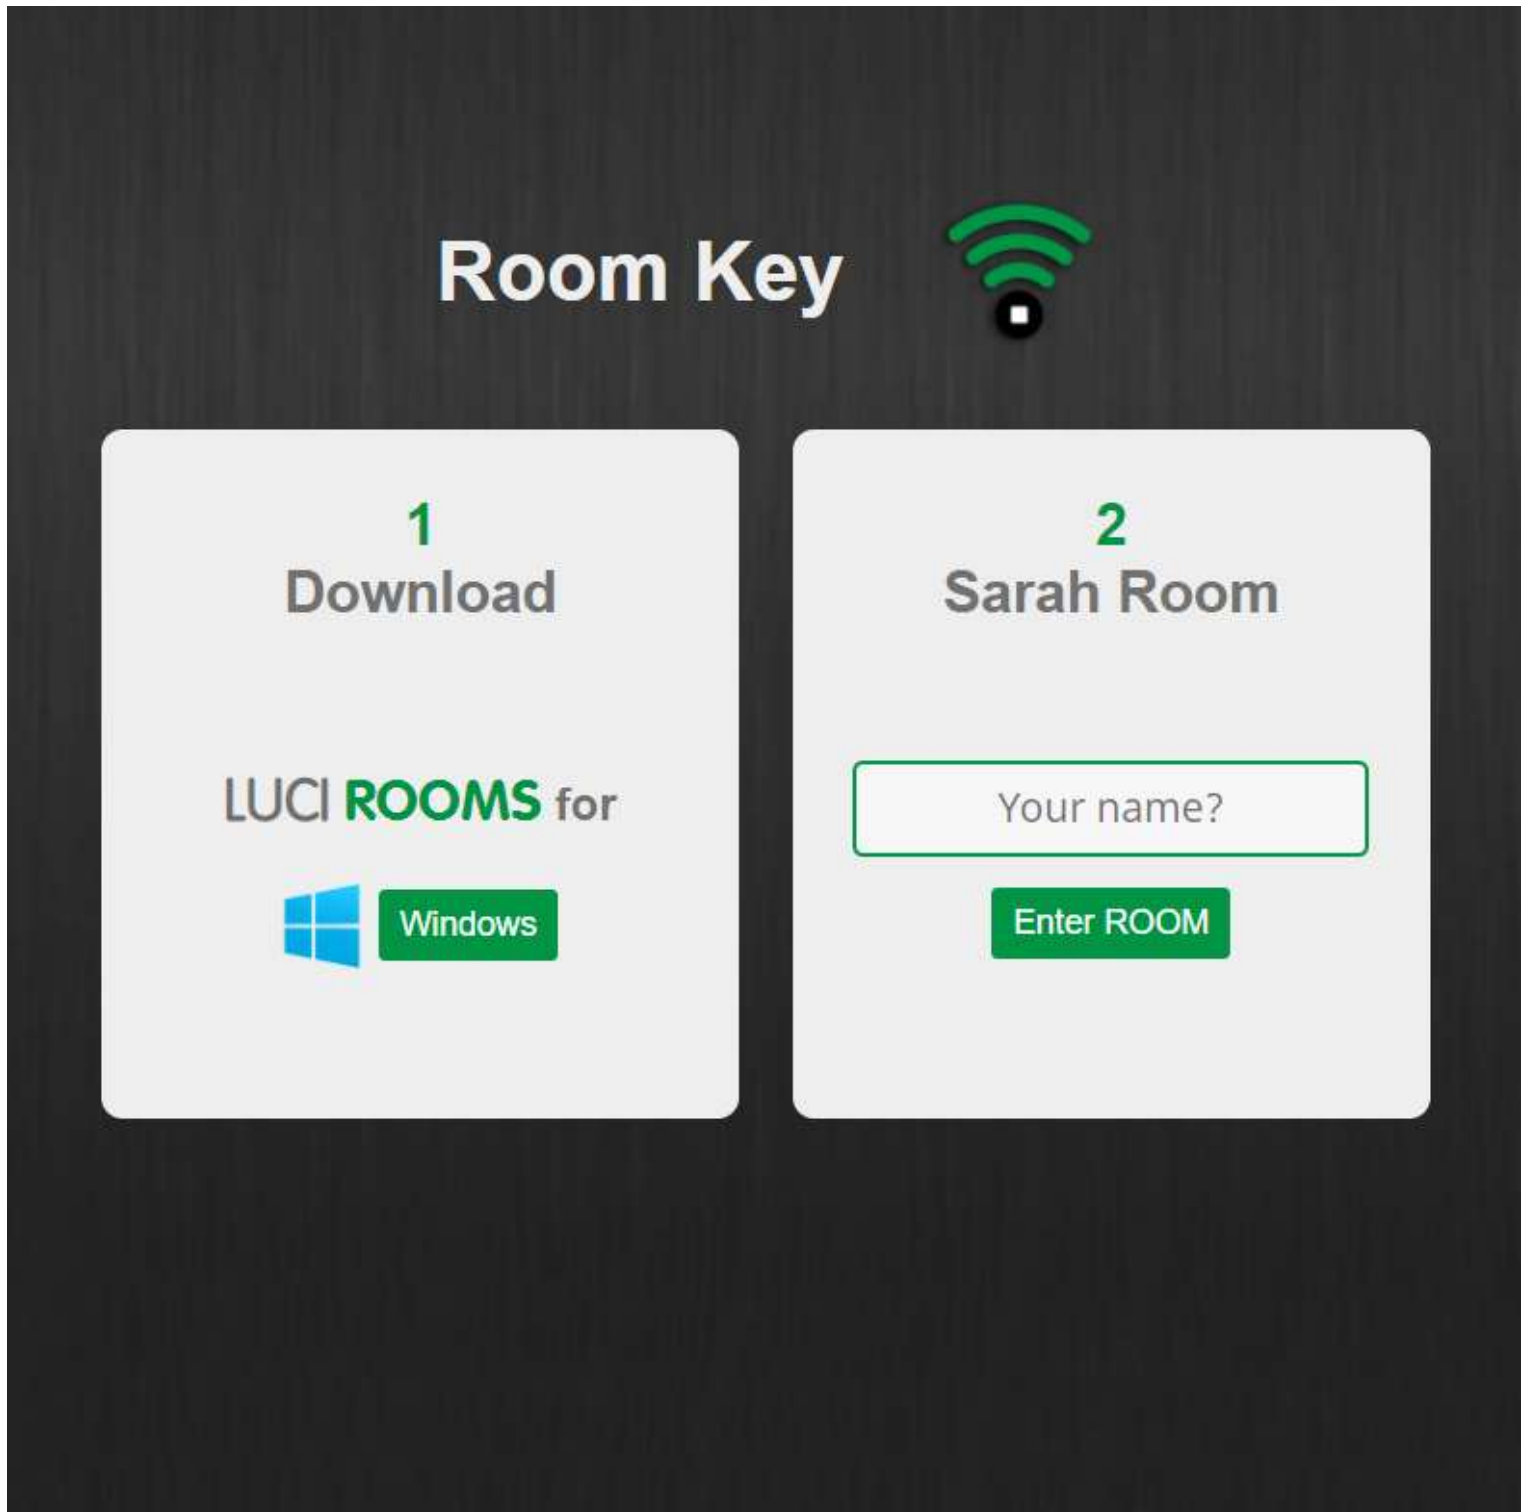 Room Key
1
Download
LUCI ROOMS for
Windows
2
Sarah Room
Your name?
Enter ROOM